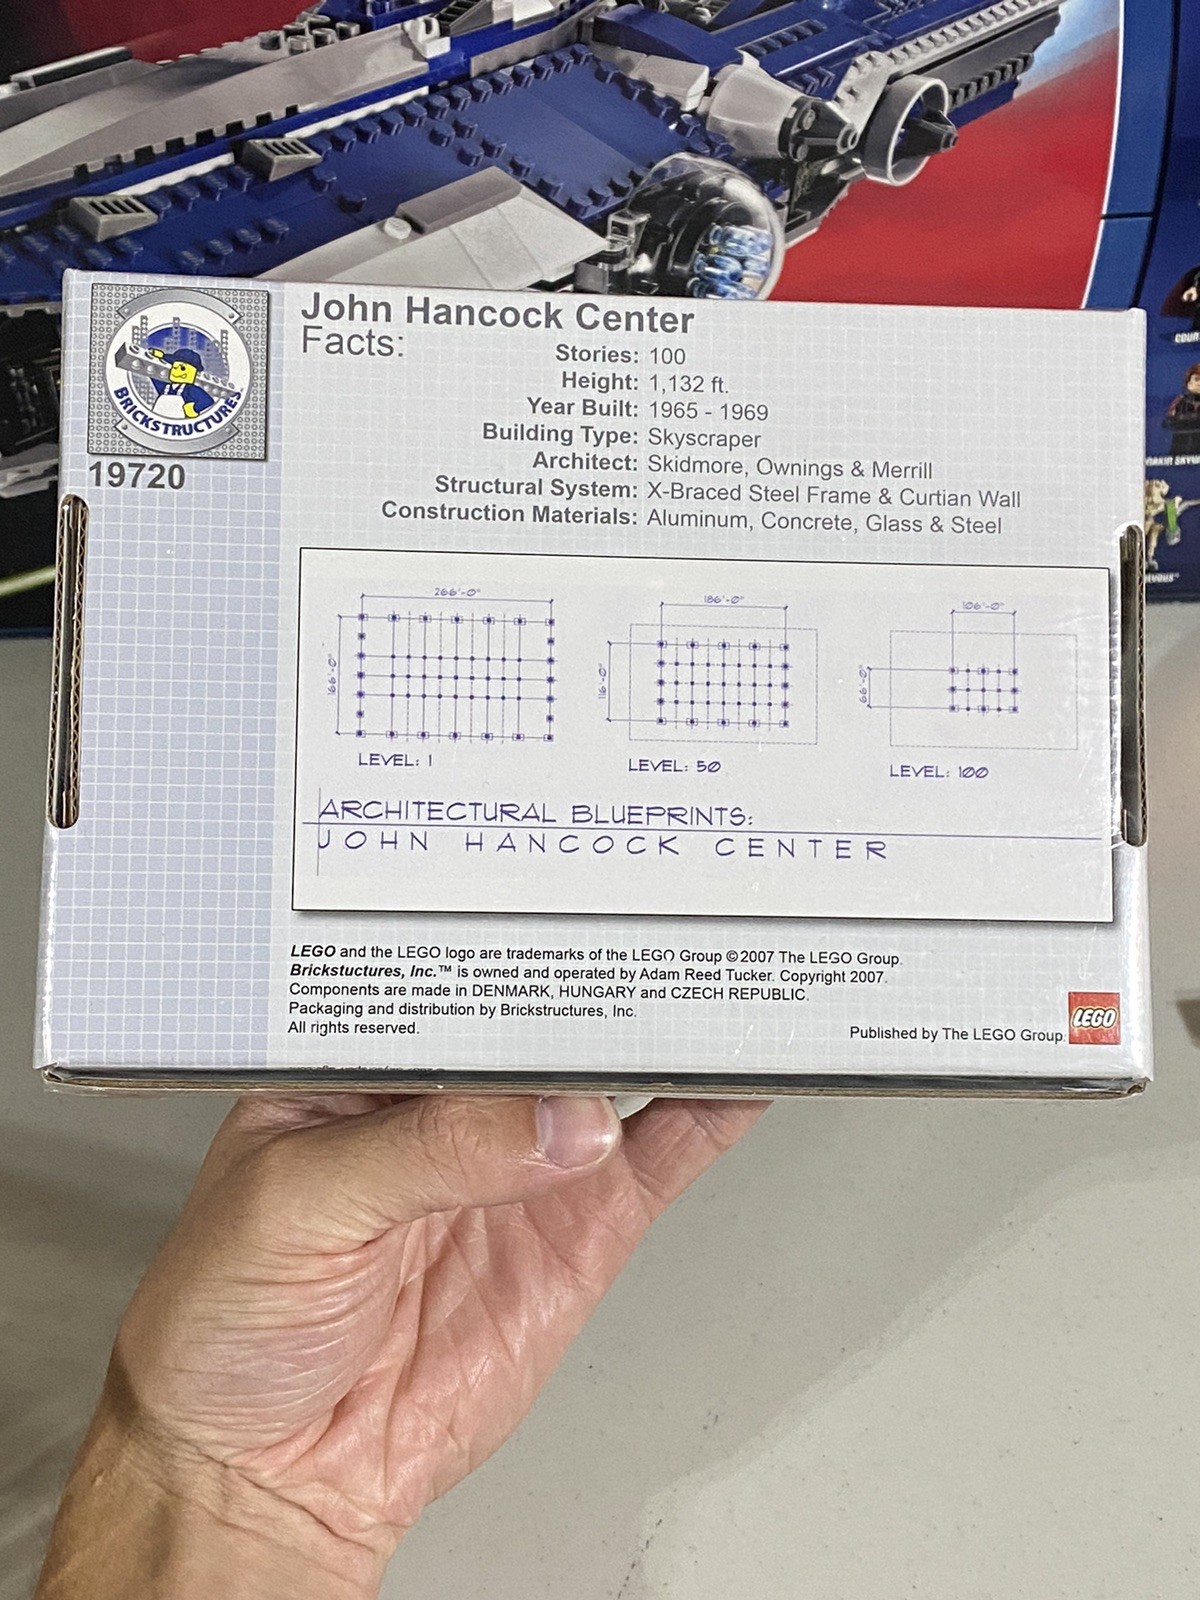 BRICKSTRUCTURES
19720
John Hancock Center
Facts:
Stories: 100
Height: 1,132 ft.
Year Built: 1965 - 1969
Building Type: Skyscraper
Architect: Skidmore, Ownings & Merrill
Structural System: X-Braced Steel Frame & Curtian Wall
Construction Materials: Aluminum, Concrete, Glass & Steel
266'-0"
166'-0"
LEVEL: 1
186'-0"
116'-0"
LEVEL: 50
106'-0"
66'-0"
LEVEL: 100
ARCHITECTURAL BLUEPRINTS:
JOHN HANCOCK CENTER
LEGO and the LEGO logo are trademarks of the LEGO Group ©2007 The LEGO Group.
Brickstuctures, Inc.™ is owned and operated by Adam Reed Tucker. Copyright 2007.
Components are made in DENMARK, HUNGARY and CZECH REPUBLIC.
Packaging and distribution by Brickstructures, Inc.
All rights reserved.
Published by The LEGO Group.
LEGO